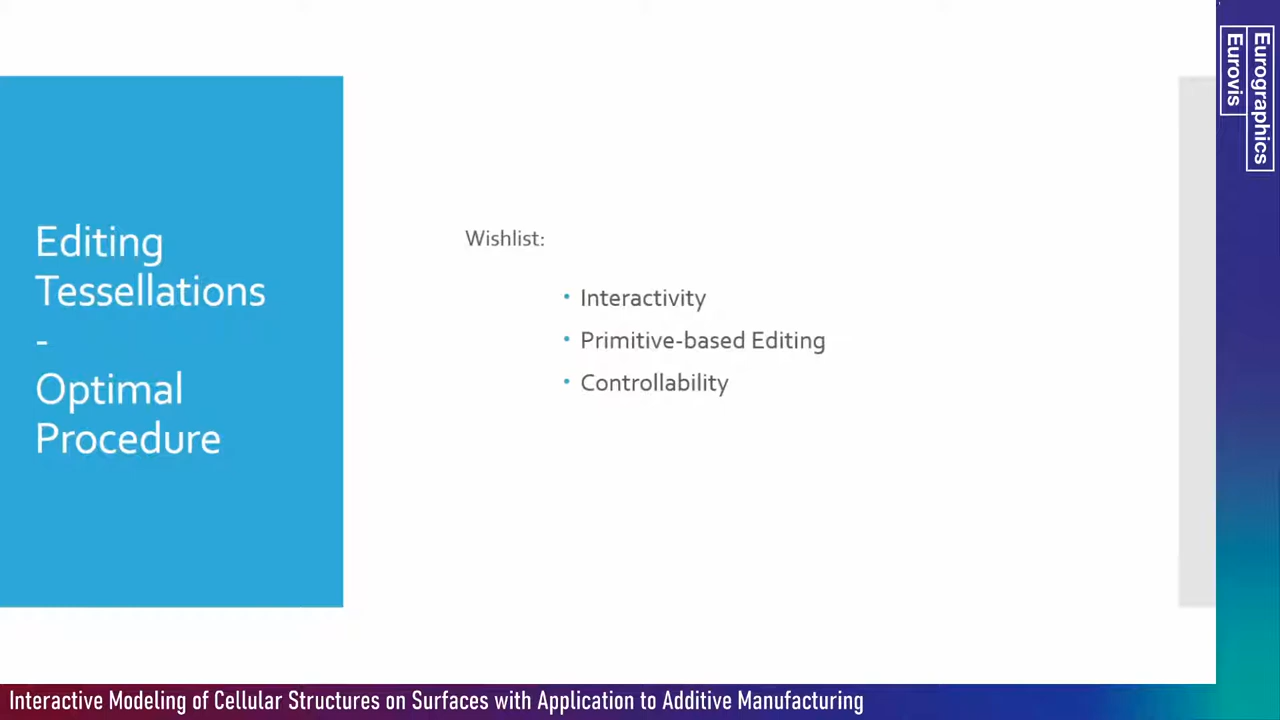 Editing
Tessellations
-
Optimal
Procedure
Wishlist:
• Interactivity
• Primitive-based Editing
• Controllability
Eurographics
Eurovis
Interactive Modeling of Cellular Structures on Surfaces with Application to Additive Manufacturing